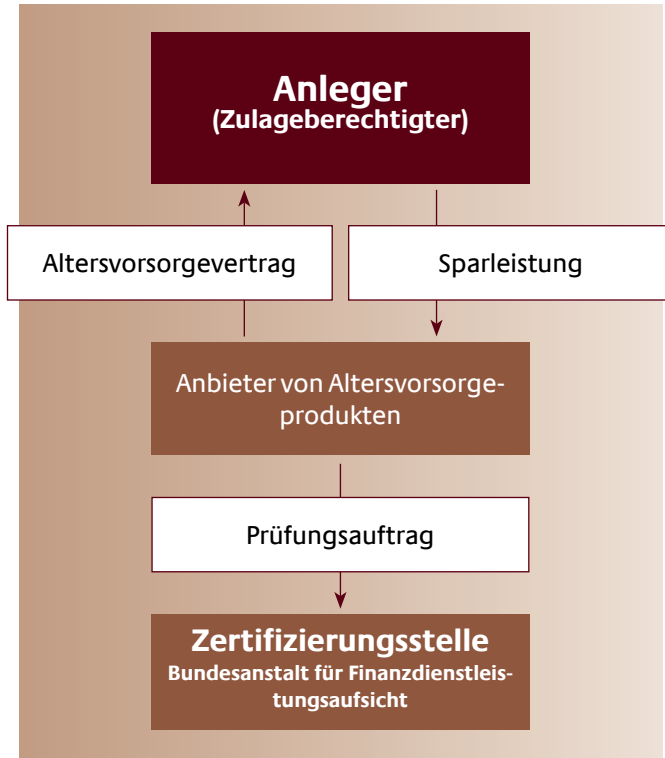 Anleger
(Zulageberechtigter)
Altersvorsorgevertrag
Sparleistung
Anbieter von Altersvorsorge-
produkten
Prüfungsauftrag
Zertifizierungsstelle
Bundesanstalt für Finanzdienstleis-
tungsaufsicht